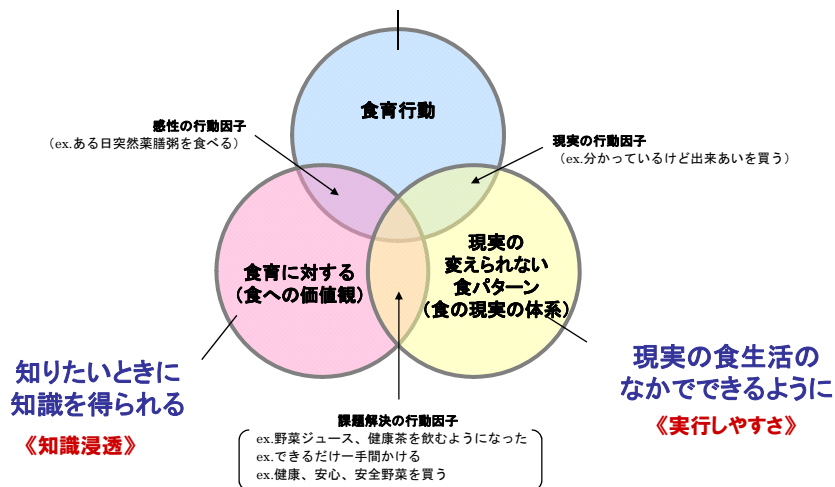 食育行動
感性の行動因子
（ex.ある日突然薬膳粥を食べる）
現実の行動因子
（ex.分かっているけど出来あいを買う）
食育に対する
（食への価値観）
現実の
変えられない
食パターン
（食の現実の体系）
知りたいときに
知識を得られる
《知識浸透》
現実の食生活の
なかでできるように
《実行しやすさ》
課題解決の行動因子
ex.野菜ジュース、健康茶を飲むようになった
ex.できるだけ一手間かける
ex.健康、安心、安全野菜を買う